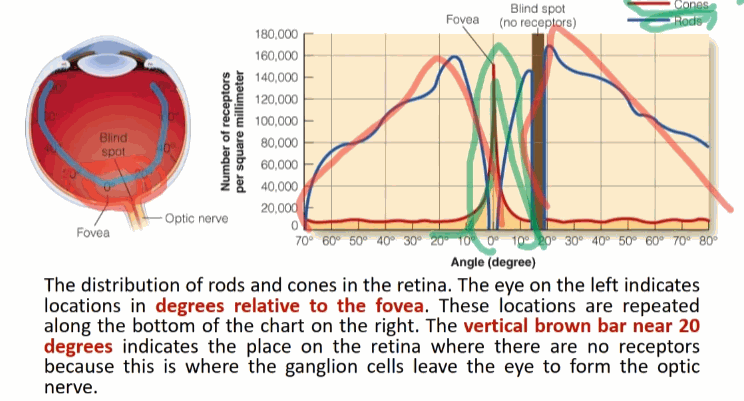 Blind spot
(no receptors)
Cones
Rods
Fovea
180,000
160,000
140,000
120,000
100,000
80,000
60,000
40,000
20,000
0
Number of receptors
per square millimeter
70° 60° 50° 40° 30° 20° 10° 0° 10° 20° 30° 40° 50° 60° 70° 80°
Angle (degree)
Blind
spot
0°
Optic nerve
Fovea
The distribution of rods and cones in the retina. The eye on the left indicates
locations in degrees relative to the fovea. These locations are repeated
along the bottom of the chart on the right. The vertical brown bar near 20
degrees indicates the place on the retina where there are no receptors
because this is where the ganglion cells leave the eye to form the optic
nerve.